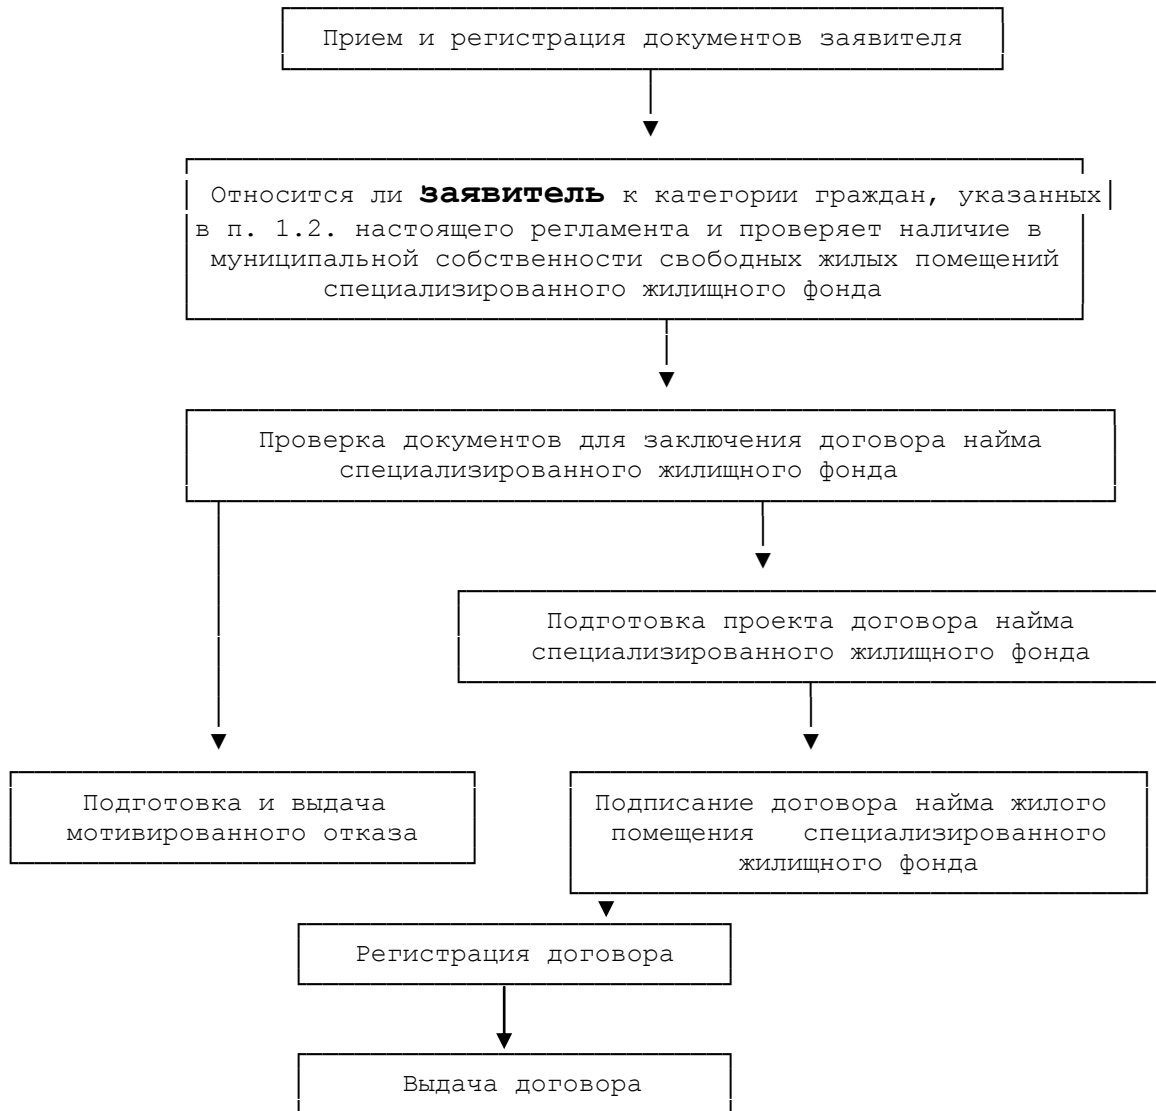 Прием и регистрация документов заявителя
Относится ли заявитель к категории граждан, указанных
в п. 1.2. настоящего регламента и проверяет наличие в
муниципальной собственности свободных жилых помещений
специализированного жилищного фонда
Проверка документов для заключения договора найма
специализированного жилищного фонда
Подготовка проекта договора найма
специализированного жилищного фонда
Подготовка и выдача
мотивированного отказа
Подписание договора найма жилого
помещения специализированного
жилищного фонда
Регистрация договора
Выдача договора